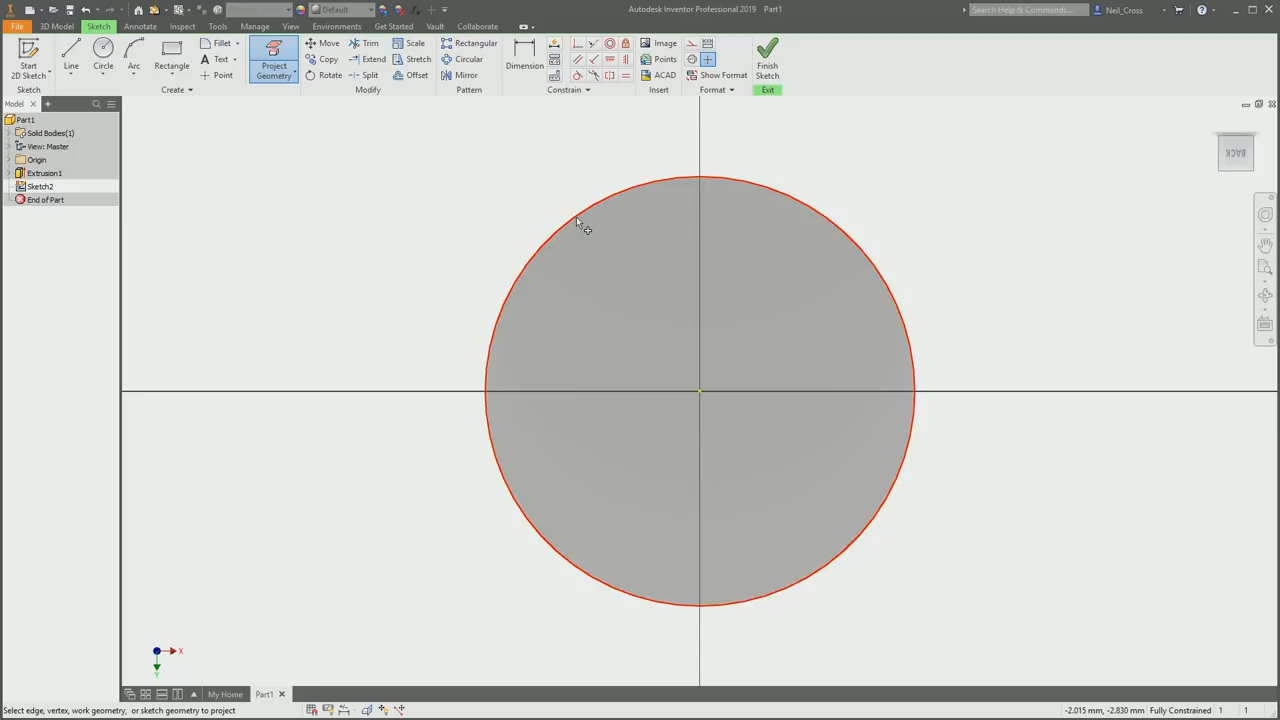 Default
Autodesk Inventor Professional 2019 Part1
Search Help & Commands...
Neil_Cross
File 3D Model Sketch Annotate Inspect Tools Manage View Environments Get Started Vault Collaborate
Start 2D Sketch
Line
Circle
Arc
Rectangle
Fillet
Text
Point
Project Geometry
Move
Copy
Rotate
Trim
Extend
Split
Scale
Stretch
Offset
Rectangular
Circular
Mirror
Dimension
Image
Points
ACAD
Show Format
Finish Sketch
Sketch Create Modify Pattern Constrain Insert Format Exit
Model
Part1
Solid Bodies(1)
View: Master
Origin
Extrusion1
Sketch2
End of Part
BACK
X
Y
My Home Part1
Select edge, vertex, work geometry, or sketch geometry to project
-2.015 mm, -2.830 mm Fully Constrained 1 1